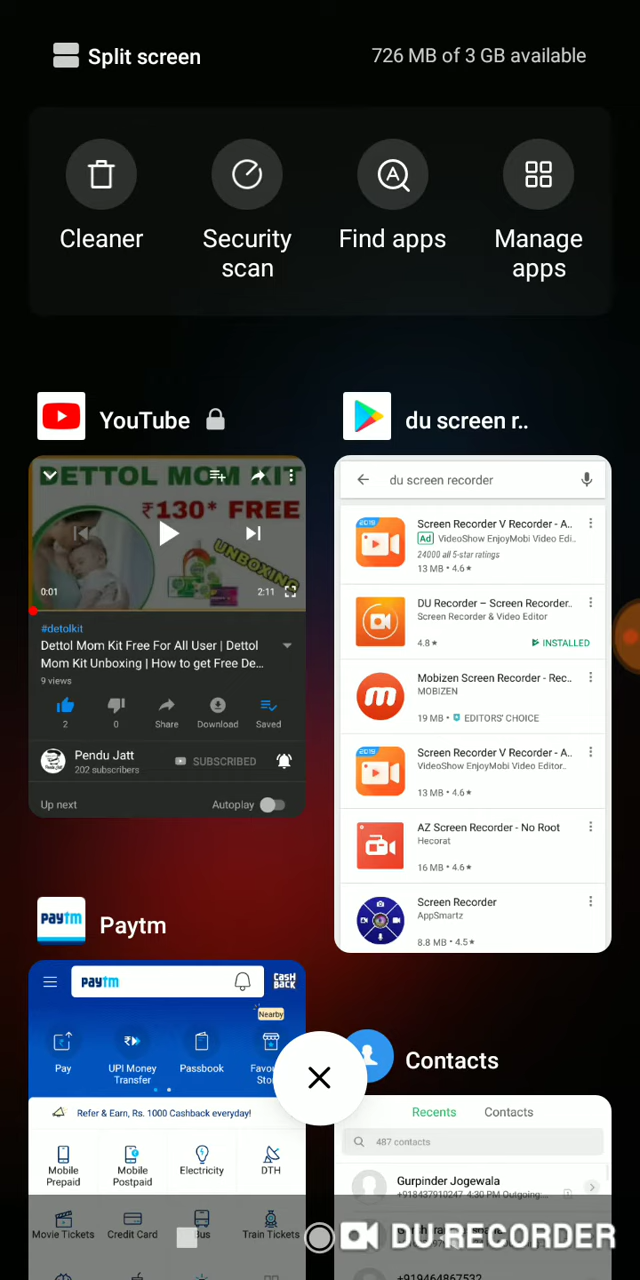 Split screen
726 MB of 3 GB available
Cleaner
Security scan
Find apps
Manage apps
YouTube
DETTOL MOM KIT
₹130* FREE
UNBOXING
0:01
2:11
#detolkit
Dettol Mom Kit Free For All User | Dettol
Mom Kit Unboxing | How to get Free De...
9 views
2
0
Share
Download
Saved
Pendu Jatt
202 subscribers
SUBSCRIBED
Up next
Autoplay
du screen r..
du screen recorder
2019
Screen Recorder V Recorder - A..
Ad VideoShow EnjoyMobi Video Edi..
24000 all 5-star ratings
13 MB • 4.6★
DU Recorder – Screen Recorder..
Screen Recorder & Video Editor
4.8★
INSTALLED
Mobizen Screen Recorder - Rec..
MOBIZEN
19 MB • EDITORS' CHOICE
2019
Screen Recorder V Recorder - A..
VideoShow EnjoyMobi Video Editor..
13 MB • 4.6★
AZ Screen Recorder - No Root
Hecorat
16 MB • 4.6★
Screen Recorder
AppSmartz
8.8 MB • 4.5★
paytm
Paytm
paytm
CASH BACK
Nearby
Pay
UPI Money Transfer
Passbook
Refer & Earn, Rs. 1000 Cashback everyday!
Mobile Prepaid
Mobile Postpaid
Electricity
DTH
Movie Tickets
Credit Card
Bus
Train Tickets
Contacts
Recents
Contacts
487 contacts
Gurpinder Jogewala
+918437910247 4:30 PM Outgoing:...
DU RECORDER
+919464867532